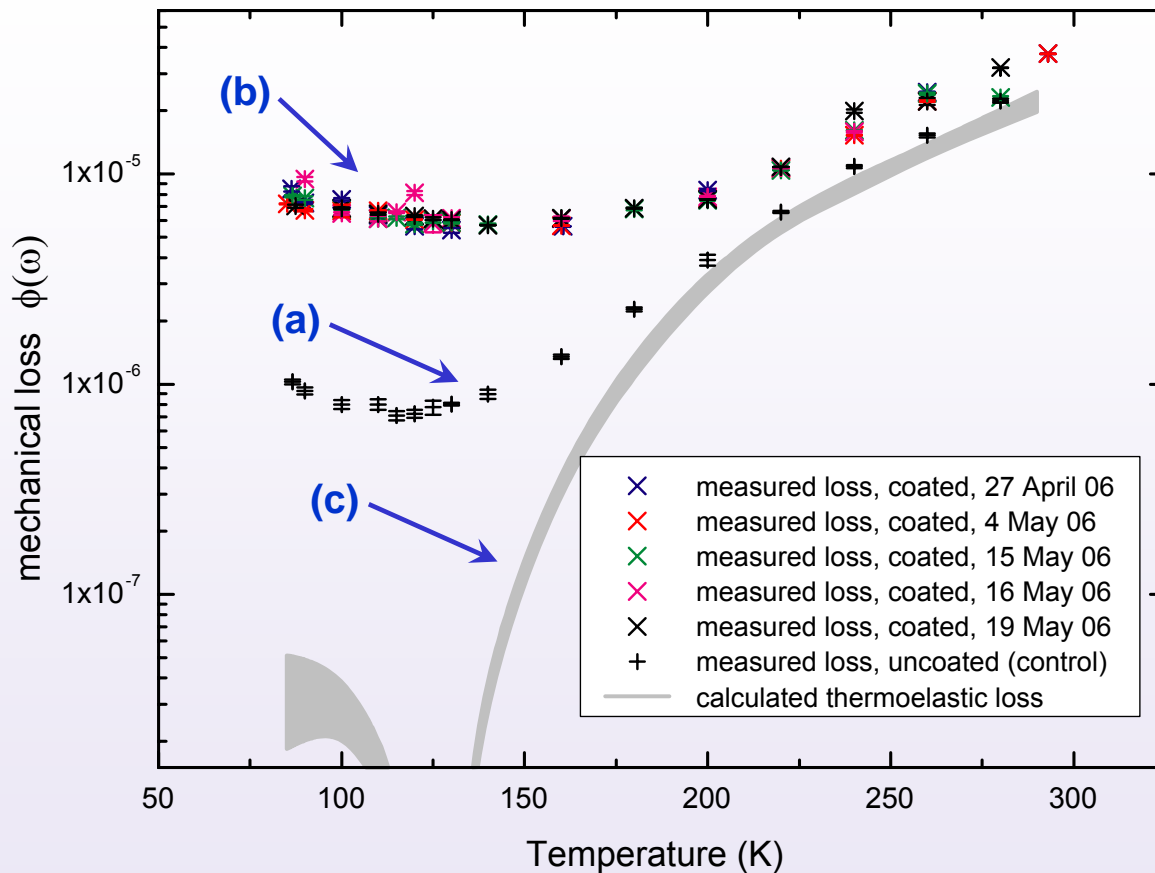 (b)
(a)
(c)
mechanical loss ϕ(ω)
1x10⁻⁵
1x10⁻⁶
1x10⁻⁷
measured loss, coated, 27 April 06
measured loss, coated, 4 May 06
measured loss, coated, 15 May 06
measured loss, coated, 16 May 06
measured loss, coated, 19 May 06
measured loss, uncoated (control)
calculated thermoelastic loss
50 100 150 200 250 300
Temperature (K)